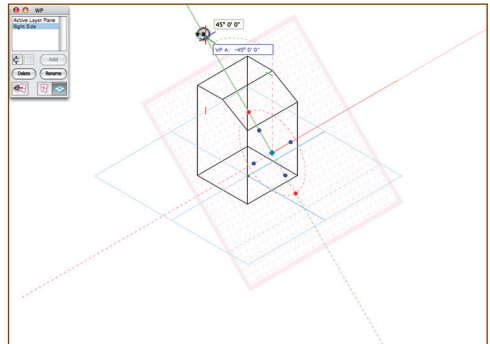 WP
Active Layer Plane
Right Side
Add
Delete
Rename
45° 0' 0"
WP A: -45° 0' 0"